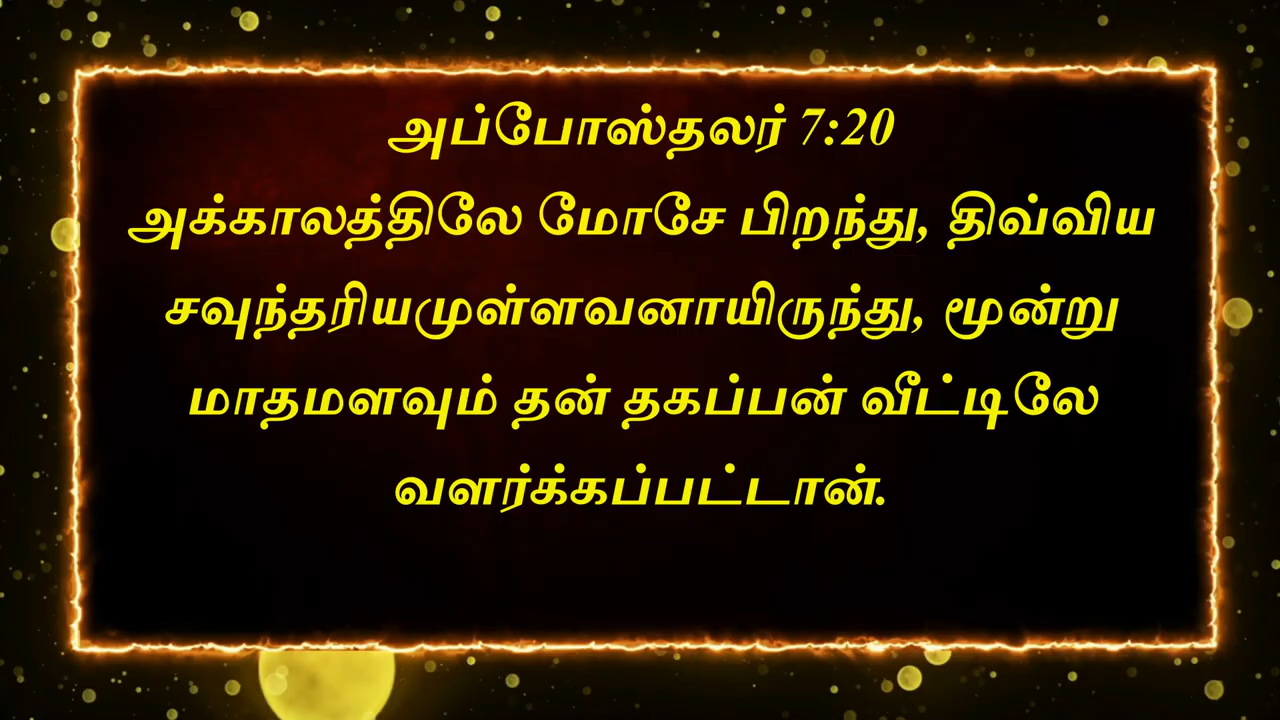 அப்போஸ்தலர் 7:20
அக்காலத்திலே மோசே பிறந்து, திவ்விய
சவுந்தரியமுள்ளவனாயிருந்து, மூன்று
மாதமளவும் தன் தகப்பன் வீட்டிலே
வளர்க்கப்பட்டான்.